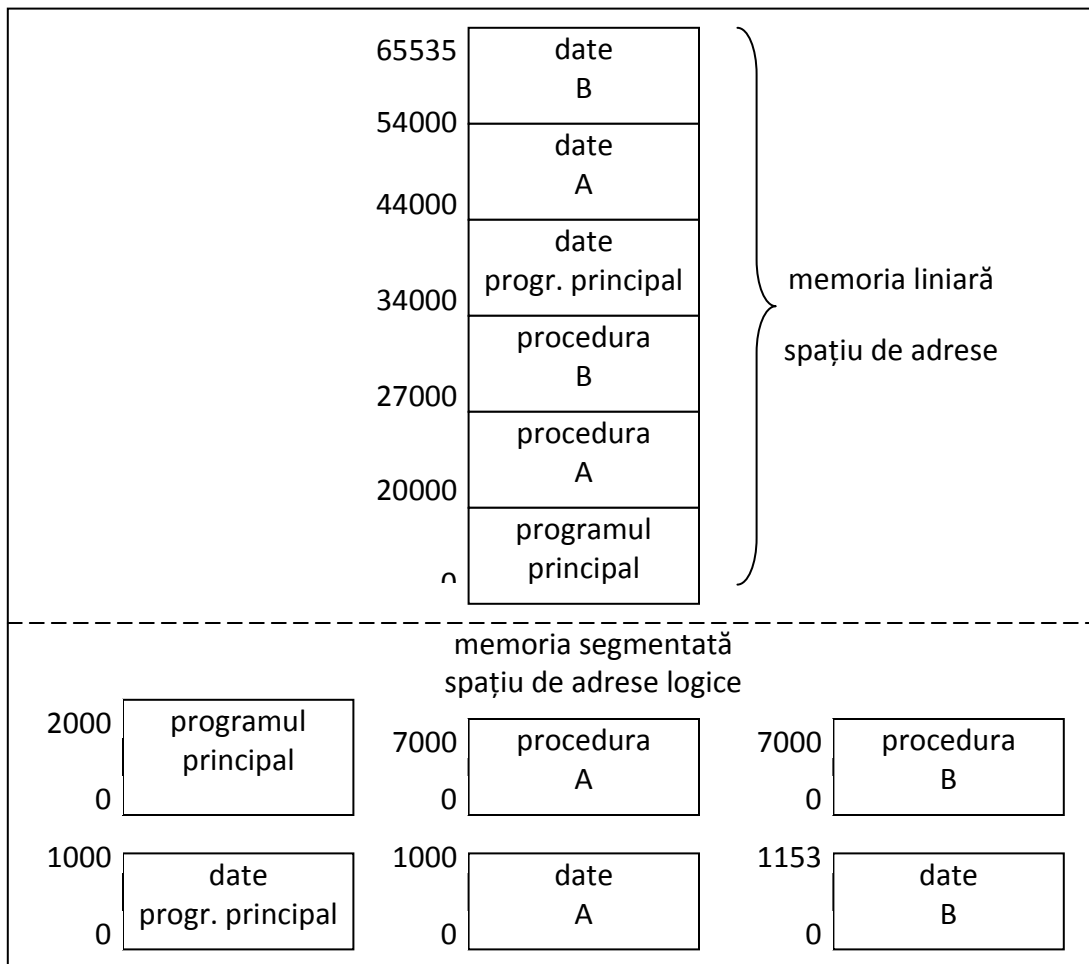 65535
date
B
54000
date
A
44000
date
progr. principal
34000
procedura
B
27000
procedura
A
20000
programul
principal
0
memoria liniară
spațiu de adrese
memoria segmentată
spațiu de adrese logice
2000
programul
principal
0
7000
procedura
A
0
7000
procedura
B
0
1000
date
progr. principal
0
1000
date
A
0
1153
date
B
0